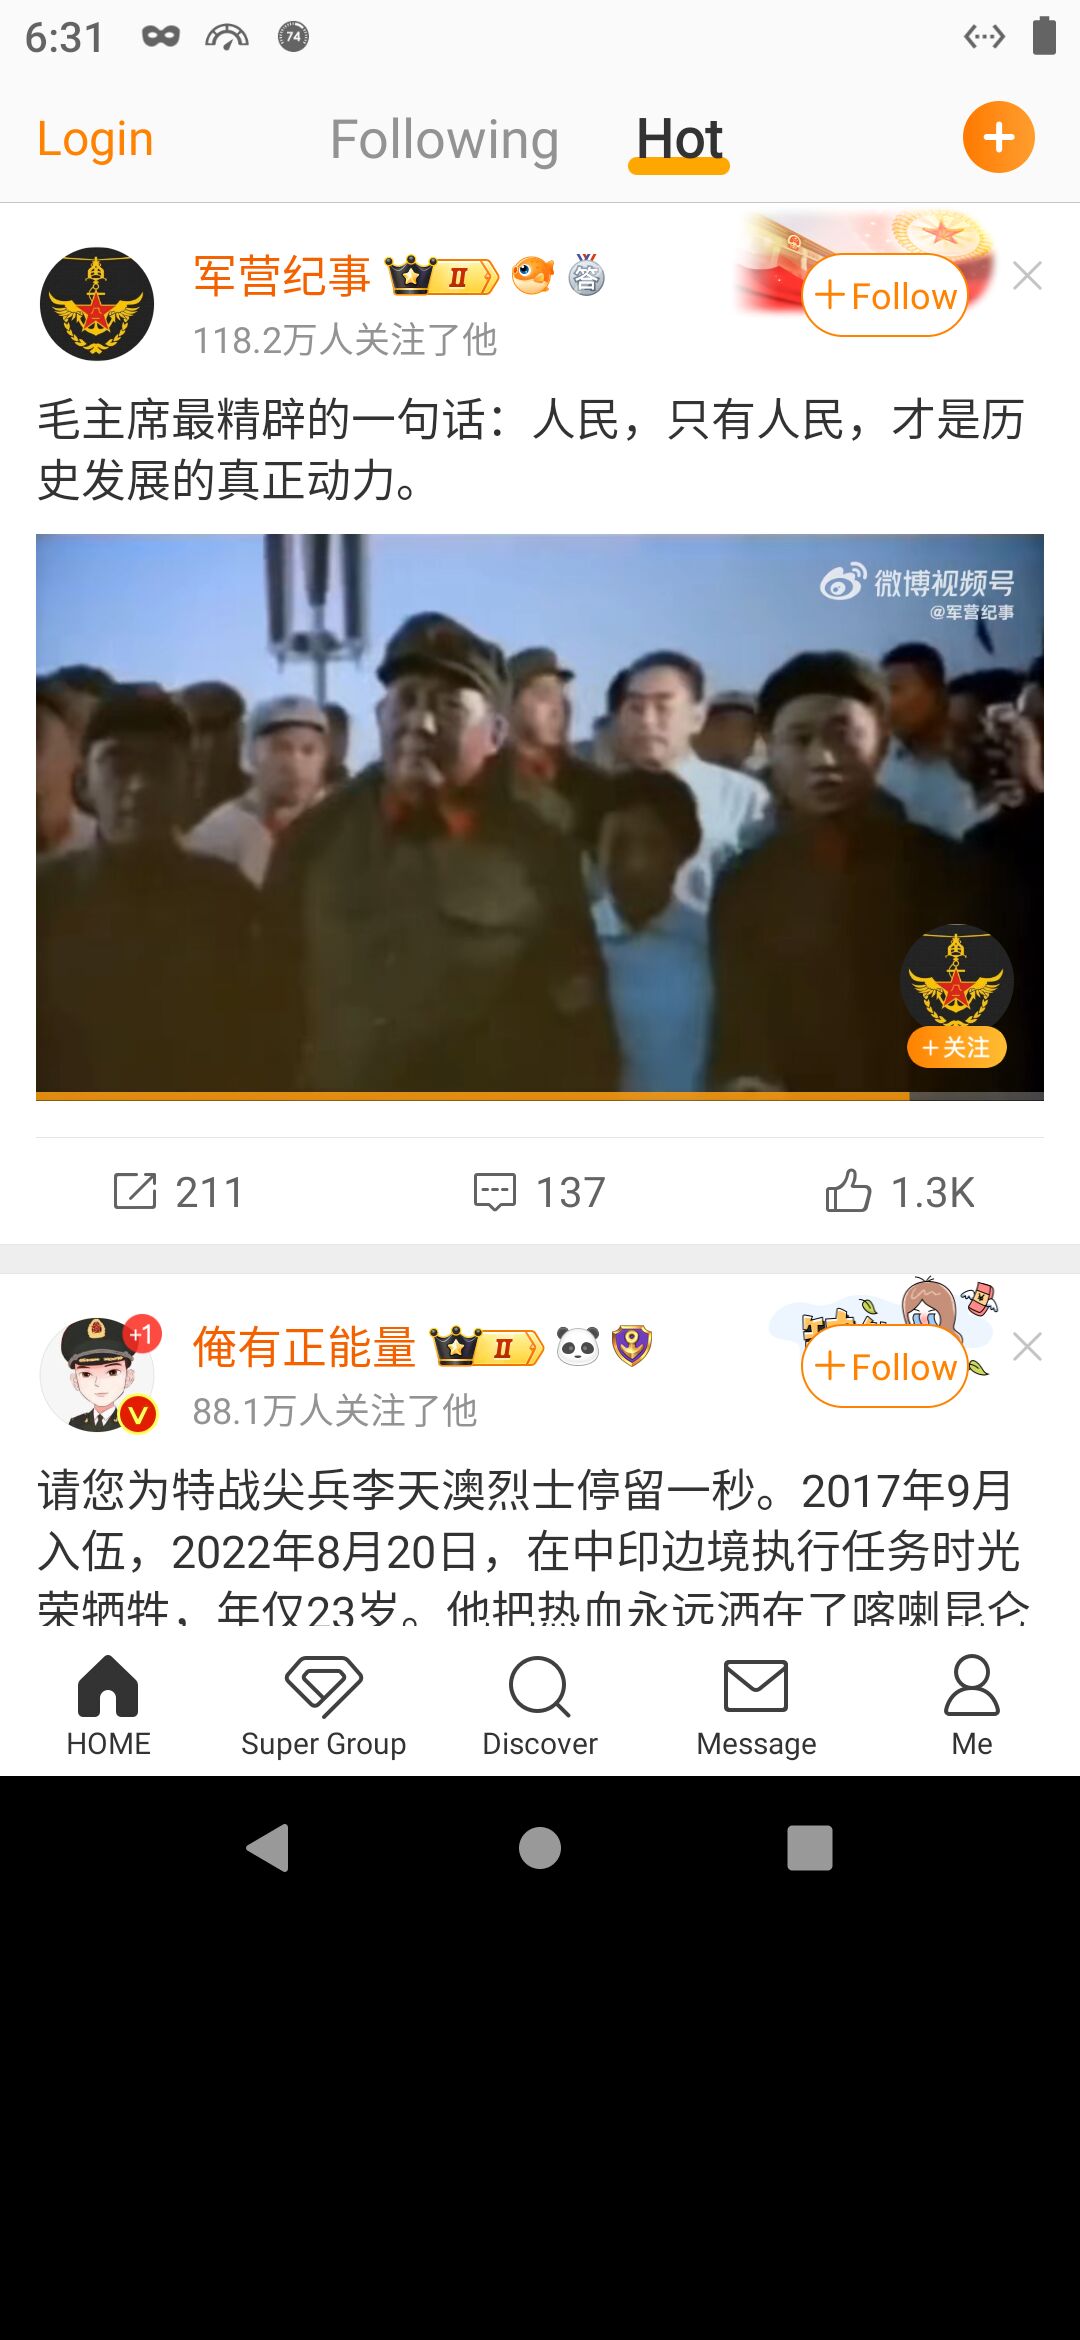 6:31
74
Login
Following
Hot
军营纪事
II
答
118.2万人关注了他
+Follow
毛主席最精辟的一句话：人民，只有人民，才是历
史发展的真正动力。
微博视频号
@军营纪事
+关注
211
137
1.3K
+1
俺有正能量
II
V
88.1万人关注了他
+Follow
请您为特战尖兵李天澳烈士停留一秒。2017年9月
入伍，2022年8月20日，在中印边境执行任务时光
荣牺牲，年仅23岁。他把热血永远洒在了喀喇昆仑
HOME
Super Group
Discover
Message
Me